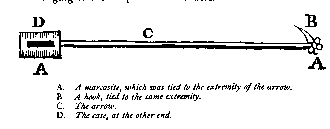 D
C
B
A
A
A. A marcasite, which was tied to the extremity of the arrow.
B. A hook, tied to the same extremity.
C. The arrow.
D. The case, at the other end.